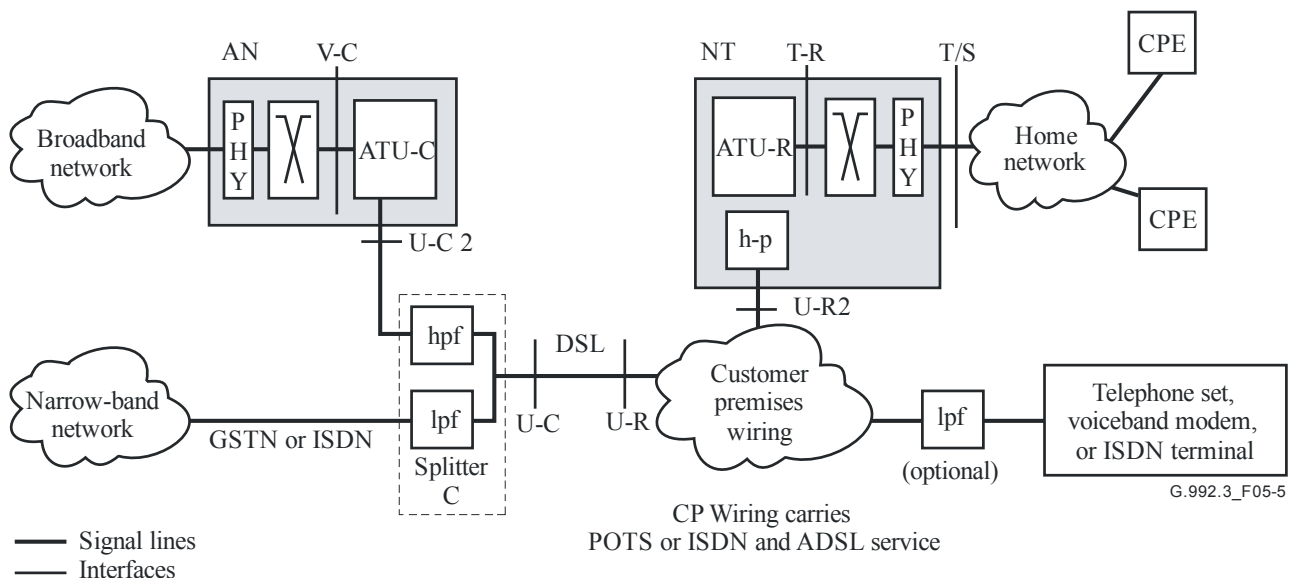 AN
V-C
NT
T-R
T/S
CPE
Broadband
network
P
H
Y
ATU-C
ATU-R
P
H
Y
Home
network
CPE
h-p
U-C 2
U-R2
hpf
DSL
Narrow-band
network
GSTN or ISDN
lpf
Splitter
C
U-C
U-R
Customer
premises
wiring
lpf
(optional)
Telephone set,
voiceband modem,
or ISDN terminal
G.992.3_F05-5
CP Wiring carries
POTS or ISDN and ADSL service
Signal lines
Interfaces